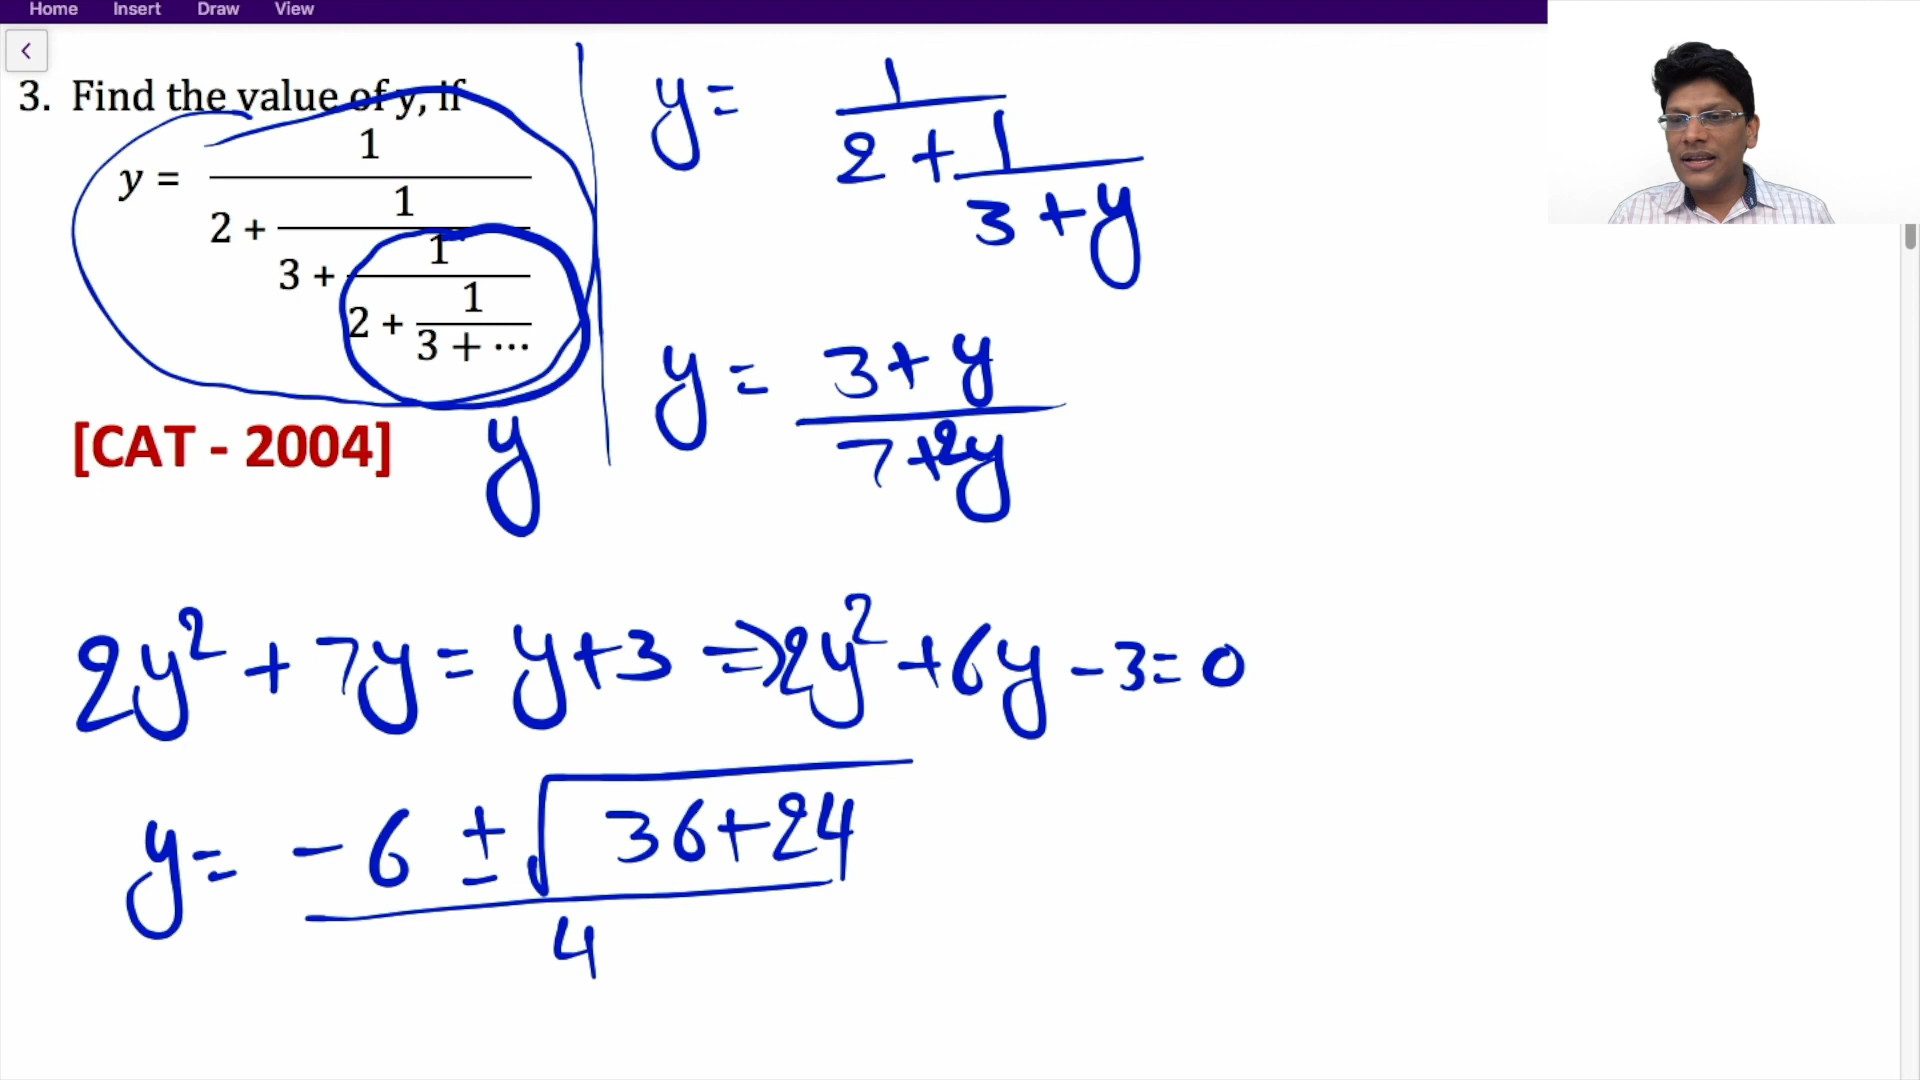 Home Insert Draw View
3. Find the value of y, if
y = 1
2 + 1
3 + 1
2 + 1
3 + ⋯
[CAT - 2004]
y
y = 1
2 + 1
3 + y
y = 3 + y
7 + 2y
2y² + 7y = y + 3 ⇒ 2y² + 6y - 3 = 0
y = - 6 ± √36 + 24
4